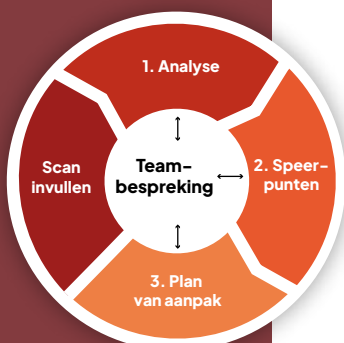 1. Analyse
Scan
invullen
Team-
bespreking
2. Speer-
punten
3. Plan
van aanpak